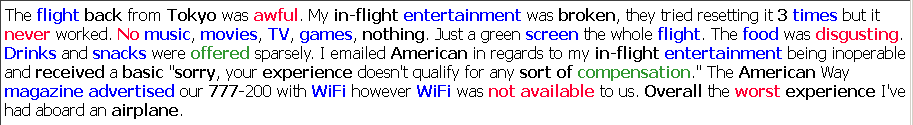 The flight back from Tokyo was awful. My in-flight entertainment was broken, they tried resetting it 3 times but it
never worked. No music, movies, TV, games, nothing. Just a green screen the whole flight. The food was disgusting.
Drinks and snacks were offered sparsely. I emailed American in regards to my in-flight entertainment being inoperable
and received a basic "sorry, your experience doesn't qualify for any sort of compensation." The American Way
magazine advertised our 777-200 with WiFi however WiFi was not available to us. Overall the worst experience I've
had aboard an airplane.